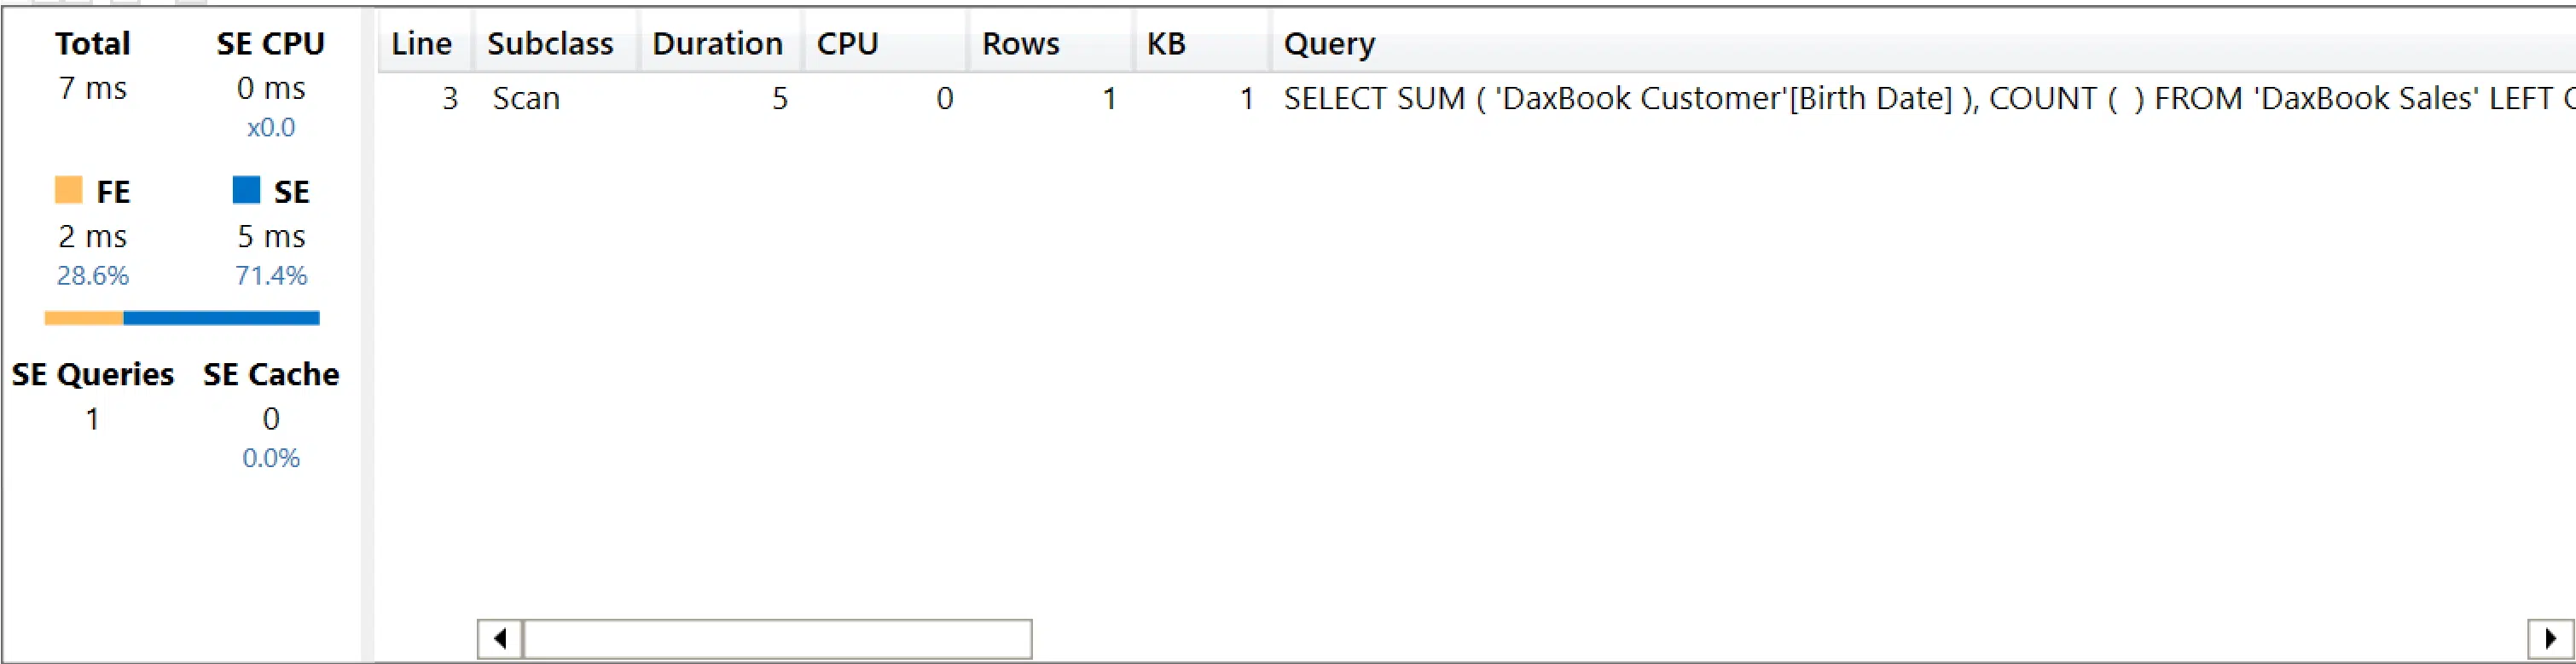 Total SE CPU
7 ms 0 ms
x0.0
FE SE
2 ms 5 ms
28.6% 71.4%
SE Queries SE Cache
1 0
0.0%
Line Subclass Duration CPU Rows KB Query
3 Scan 5 0 1 1 SELECT SUM ( 'DaxBook Customer'[Birth Date] ), COUNT (  ) FROM 'DaxBook Sales' LEFT